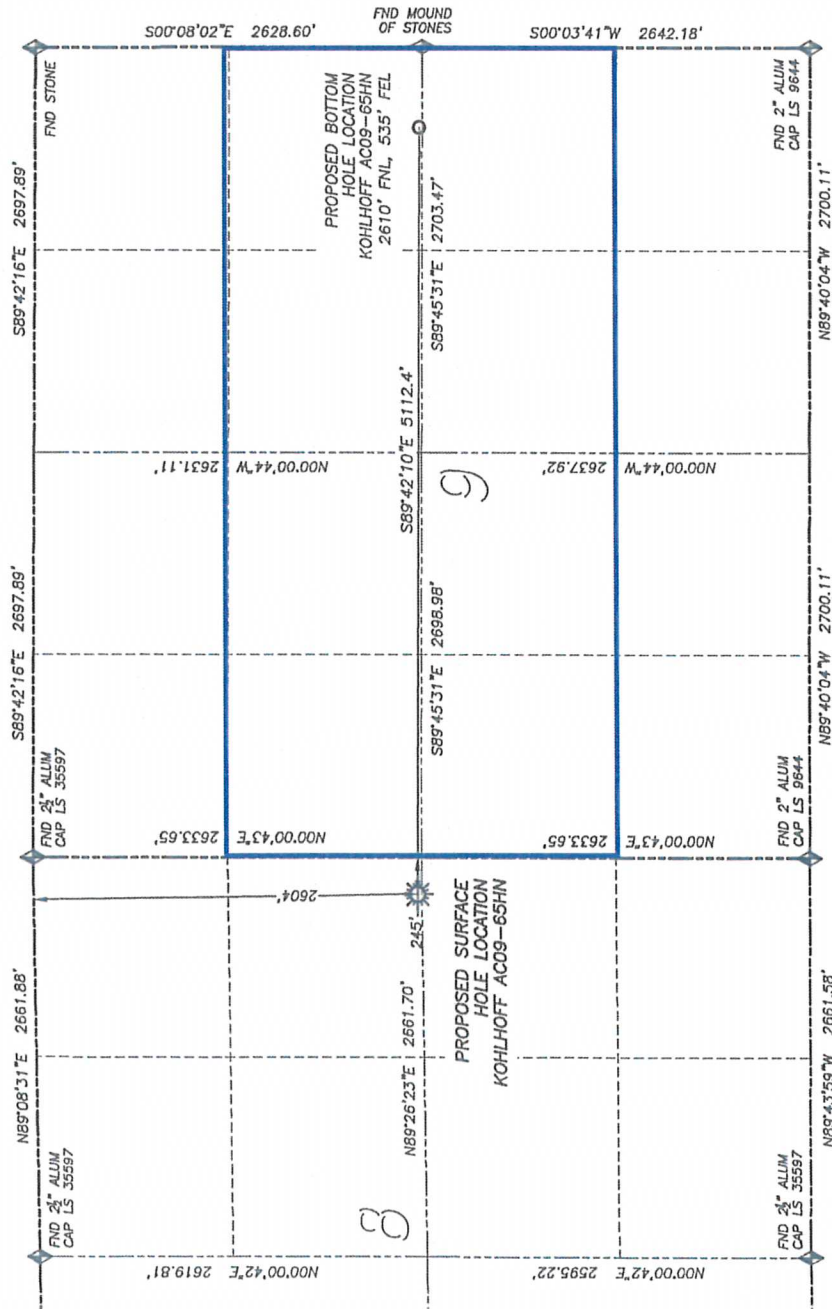 N89°08'31"E 2661.88'
S89°42'16"E 2697.89'
S89°42'16"E 2697.89'
FND 2½" ALUM
CAP LS 35597
FND 2½" ALUM
CAP LS 35597
FND STONE
N00°00'42"E 2619.81'
2604'
N00°00'43"E 2633.65'
N00°00'44"W 2631.11'
S00°08'02"E 2628.60'
PROPOSED BOTTOM
HOLE LOCATION
KOHLHOFF AC09-65HN
2610' FNL, 535' FEL
FND MOUND
OF STONES
8
N89°26'23"E 2661.70'
245'
S89°42'10"E 5112.4'
S89°45'31"E 2698.98'
S89°45'31"E 2703.47'
9
PROPOSED SURFACE
HOLE LOCATION
KOHLHOFF AC09-65HN
N00°00'42"E 2595.22'
N00°00'43"E 2633.65'
N00°00'44"W 2637.92'
S00°03'41"W 2642.18'
FND 2½" ALUM
CAP LS 35597
FND 2" ALUM
CAP LS 9644
FND 2" ALUM
CAP LS 9644
N89°43'59"W 2661.58'
N89°40'04"W 2700.11'
N89°40'04"W 2700.11'